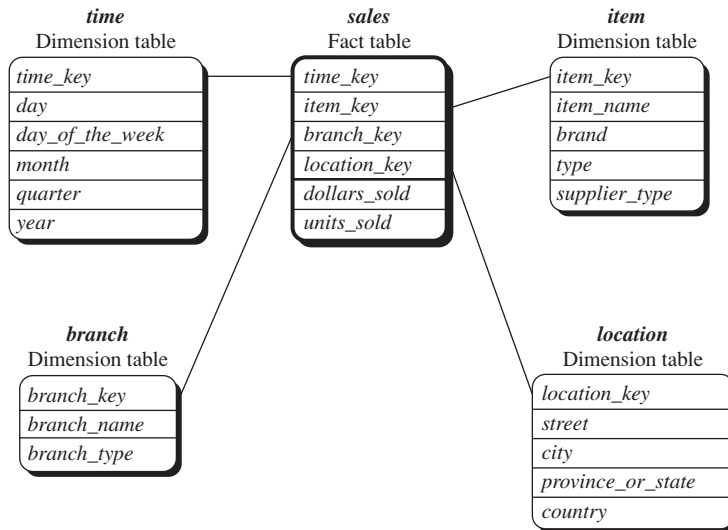 time
Dimension table
time_key
day
day_of_the_week
month
quarter
year
sales
Fact table
time_key
item_key
branch_key
location_key
dollars_sold
units_sold
item
Dimension table
item_key
item_name
brand
type
supplier_type
branch
Dimension table
branch_key
branch_name
branch_type
location
Dimension table
location_key
street
city
province_or_state
country